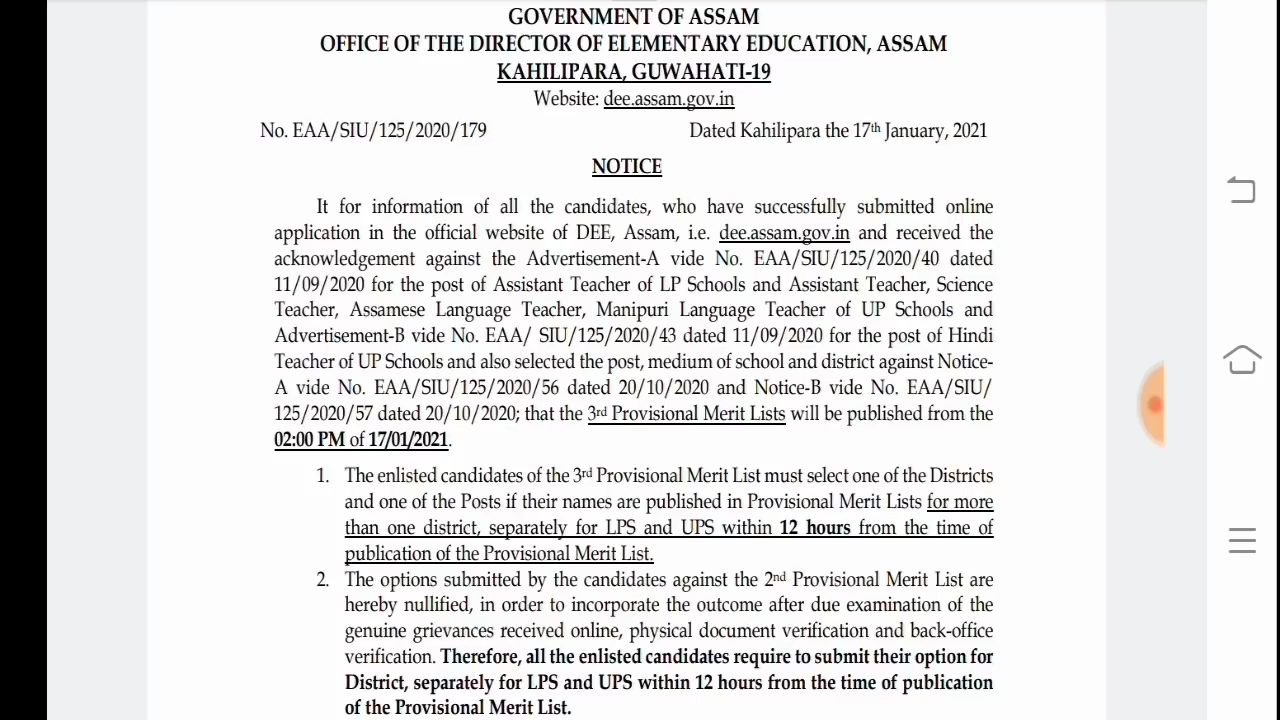 GOVERNMENT OF ASSAM
OFFICE OF THE DIRECTOR OF ELEMENTARY EDUCATION, ASSAM
KAHILIPARA, GUWAHATI-19
Website: dee.assam.gov.in
No. EAA/SIU/125/2020/179 Dated Kahilipara the 17th January, 2021
NOTICE
It for information of all the candidates, who have successfully submitted online
application in the official website of DEE, Assam, i.e. dee.assam.gov.in and received the
acknowledgement against the Advertisement-A vide No. EAA/SIU/125/2020/40 dated
11/09/2020 for the post of Assistant Teacher of LP Schools and Assistant Teacher, Science
Teacher, Assamese Language Teacher, Manipuri Language Teacher of UP Schools and
Advertisement-B vide No. EAA/ SIU/125/2020/43 dated 11/09/2020 for the post of Hindi
Teacher of UP Schools and also selected the post, medium of school and district against Notice-
A vide No. EAA/SIU/125/2020/56 dated 20/10/2020 and Notice-B vide No. EAA/SIU/
125/2020/57 dated 20/10/2020; that the 3rd Provisional Merit Lists will be published from the
02:00 PM of 17/01/2021.
1. The enlisted candidates of the 3rd Provisional Merit List must select one of the Districts
and one of the Posts if their names are published in Provisional Merit Lists for more
than one district, separately for LPS and UPS within 12 hours from the time of
publication of the Provisional Merit List.
2. The options submitted by the candidates against the 2nd Provisional Merit List are
hereby nullified, in order to incorporate the outcome after due examination of the
genuine grievances received online, physical document verification and back-office
verification. Therefore, all the enlisted candidates require to submit their option for
District, separately for LPS and UPS within 12 hours from the time of publication
of the Provisional Merit List.